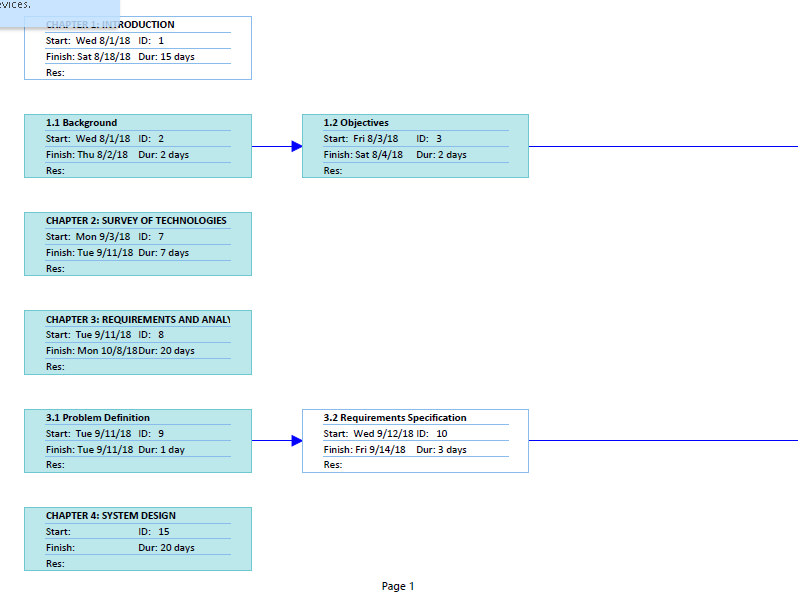 evices.
CHAPTER 1: INTRODUCTION
Start: Wed 8/1/18 ID: 1
Finish: Sat 8/18/18 Dur: 15 days
Res:
1.1 Background
Start: Wed 8/1/18 ID: 2
Finish: Thu 8/2/18 Dur: 2 days
Res:
1.2 Objectives
Start: Fri 8/3/18 ID: 3
Finish: Sat 8/4/18 Dur: 2 days
Res:
CHAPTER 2: SURVEY OF TECHNOLOGIES
Start: Mon 9/3/18 ID: 7
Finish: Tue 9/11/18 Dur: 7 days
Res:
CHAPTER 3: REQUIREMENTS AND ANALY
Start: Tue 9/11/18 ID: 8
Finish: Mon 10/8/18 Dur: 20 days
Res:
3.1 Problem Definition
Start: Tue 9/11/18 ID: 9
Finish: Tue 9/11/18 Dur: 1 day
Res:
3.2 Requirements Specification
Start: Wed 9/12/18 ID: 10
Finish: Fri 9/14/18 Dur: 3 days
Res:
CHAPTER 4: SYSTEM DESIGN
Start: ID: 15
Finish: Dur: 20 days
Res:
Page 1